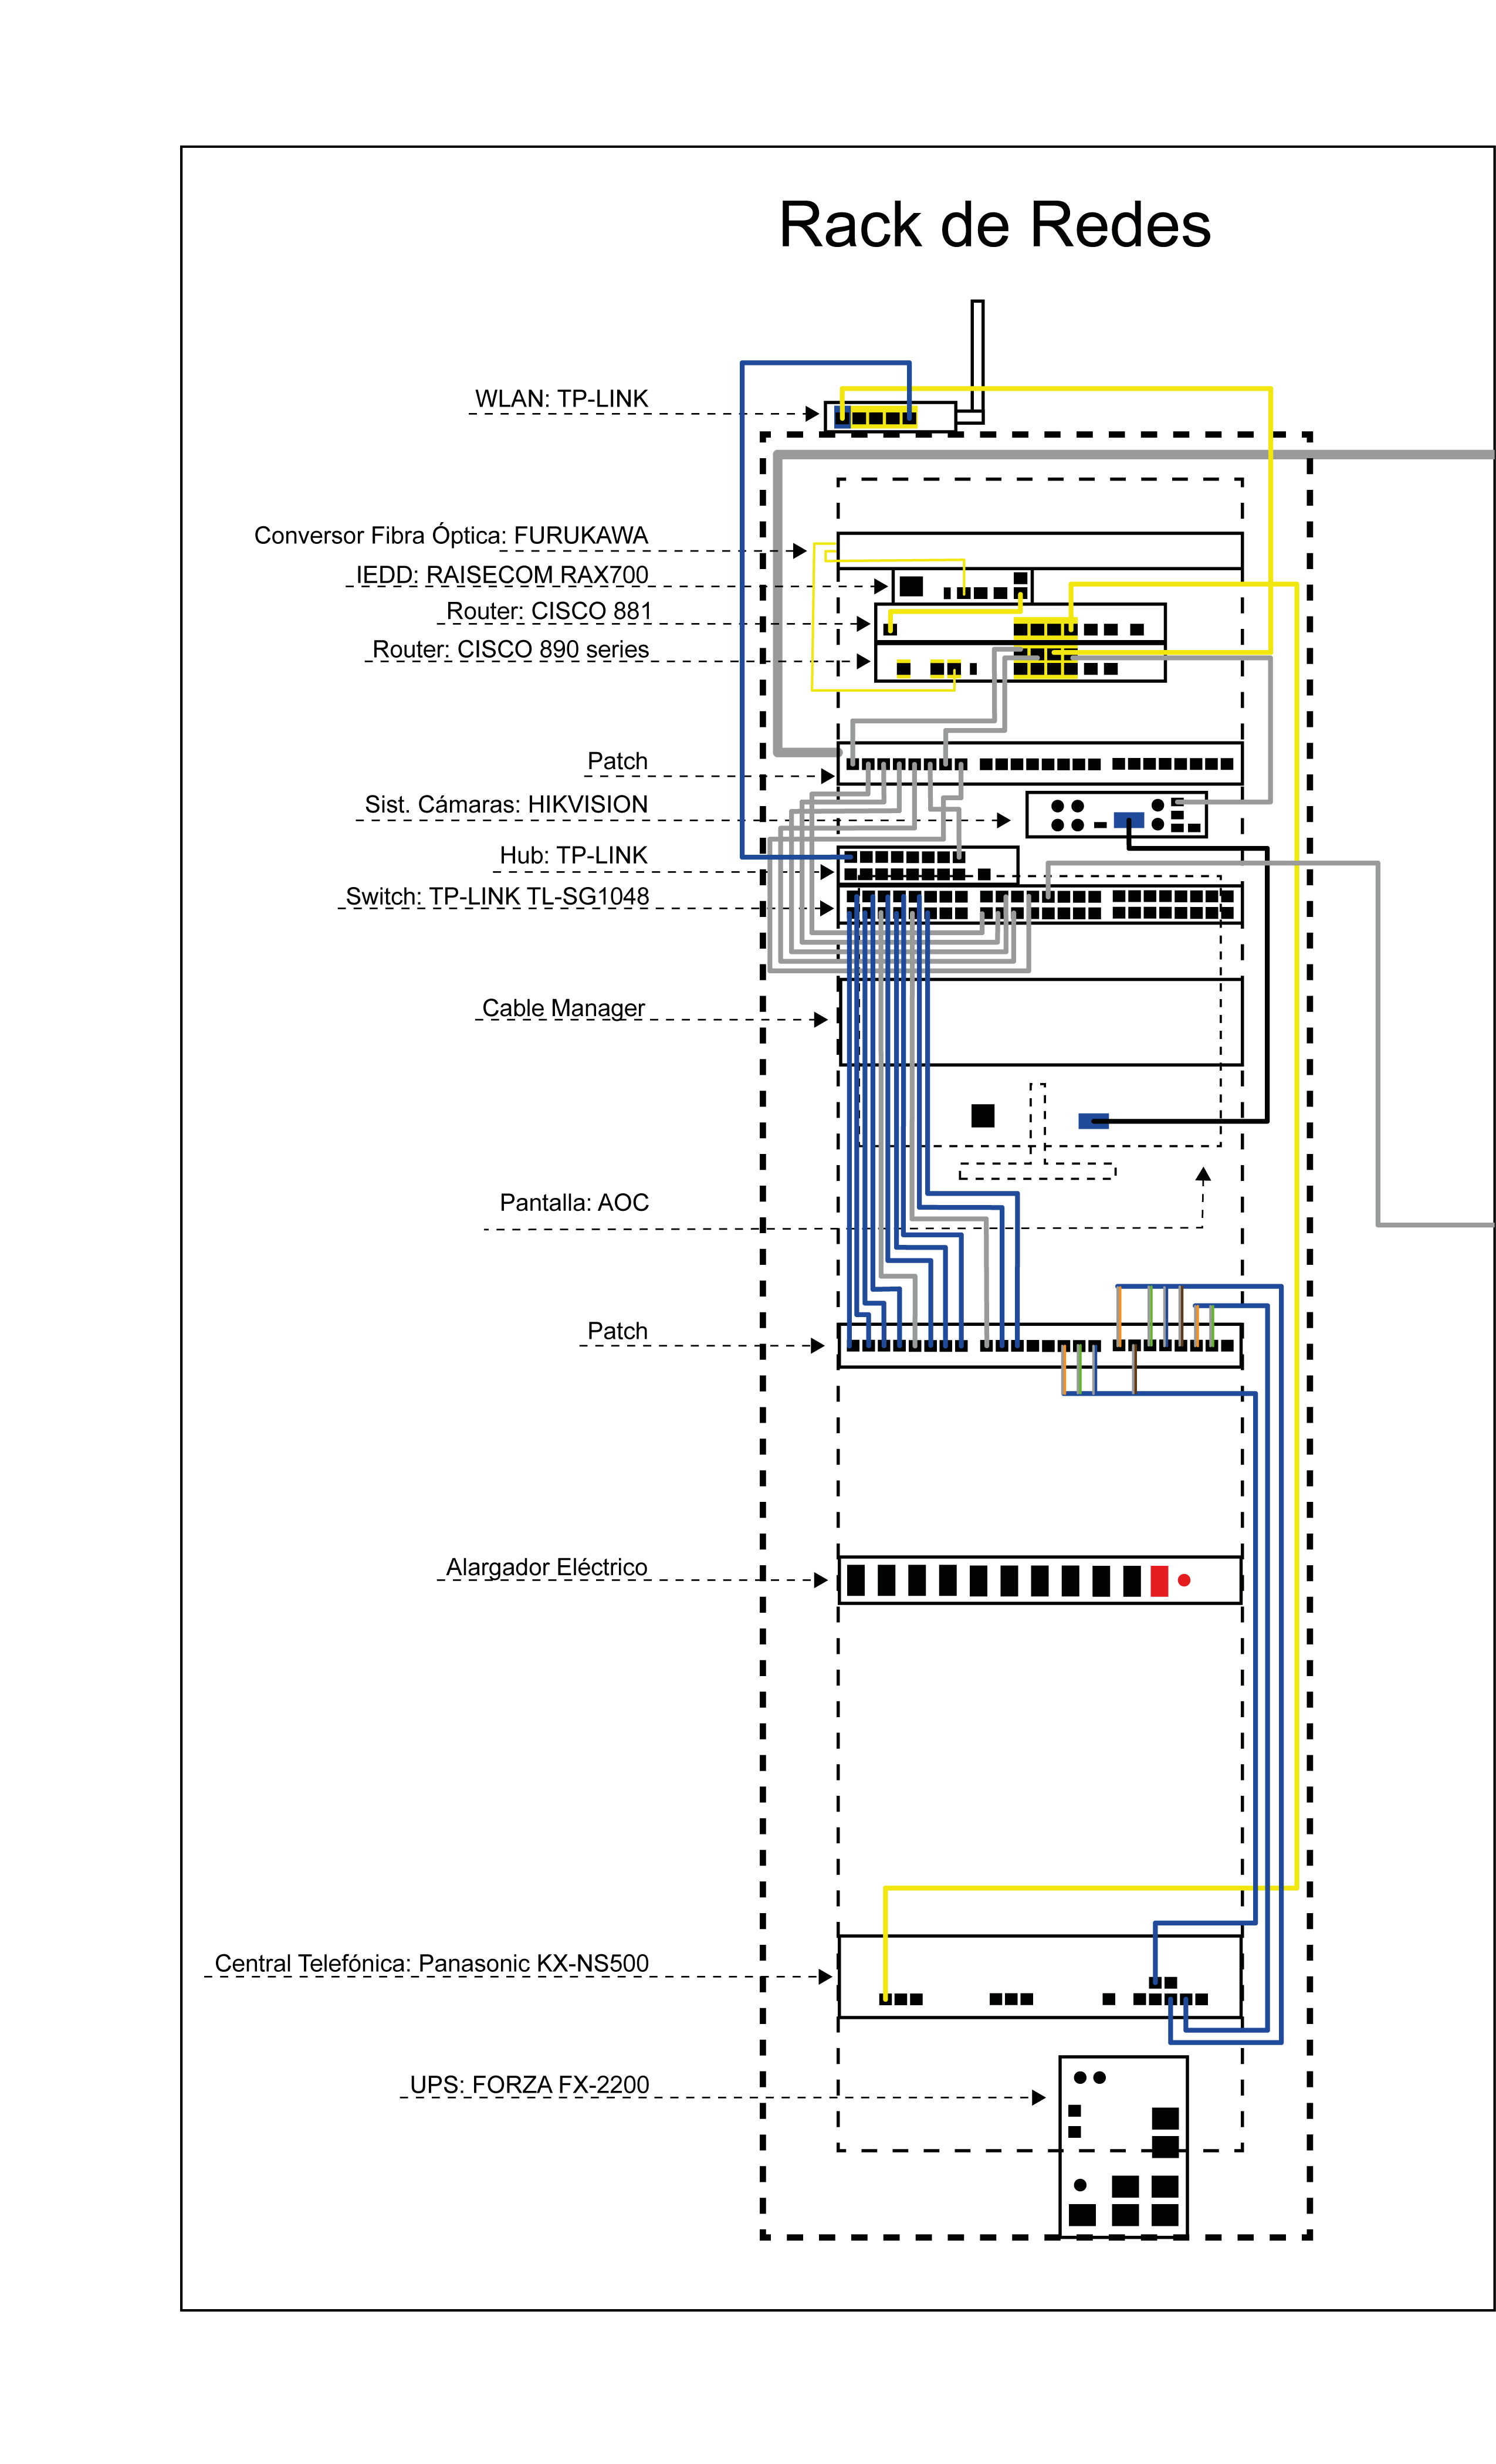 Rack de Redes
WLAN: TP-LINK
Conversor Fibra Óptica: FURUKAWA
IEDD: RAISECOM RAX700
Router: CISCO 881
Router: CISCO 890 series
Patch
Sist. Cámaras: HIKVISION
Hub: TP-LINK
Switch: TP-LINK TL-SG1048
Cable Manager
Pantalla: AOC
Patch
Alargador Eléctrico
Central Telefónica: Panasonic KX-NS500
UPS: FORZA FX-2200